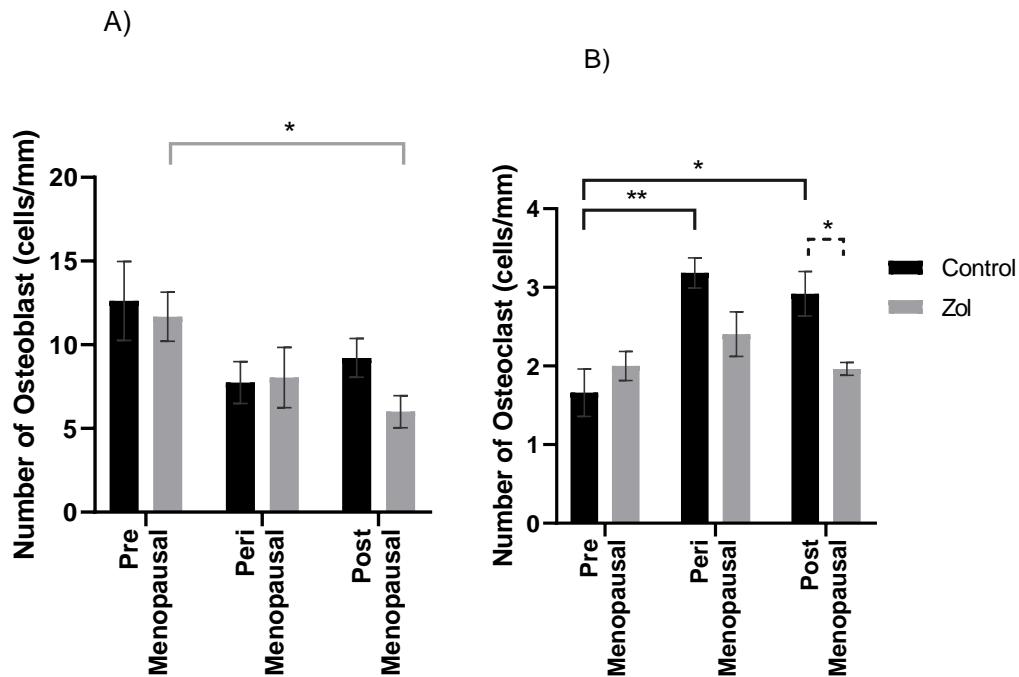 A)
Number of Osteoblast (cells/mm)
20
15
10
5
0
*
Pre
Menopausal
Peri
Menopausal
Post
Menopausal
B)
Number of Osteoclast (cells/mm)
4
3
2
1
0
*
**
*
Pre
Menopausal
Peri
Menopausal
Post
Menopausal
Control
Zol